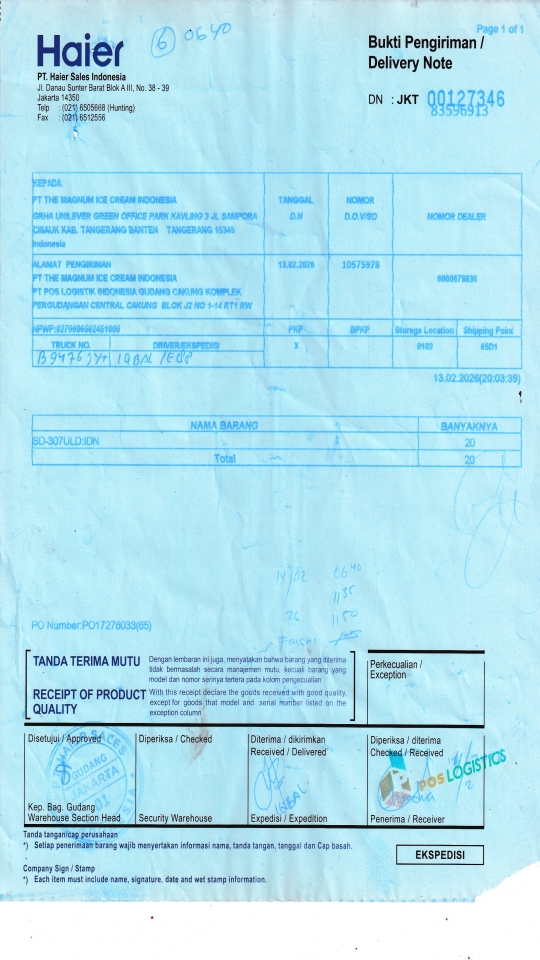 Page 1 of 1
Haier
6 0640
PT. Haier Sales Indonesia
Jl. Danau Sunter Barat Blok A III, No. 38 - 39
Jakarta 14350
Telp : (021) 6505668 (Hunting)
Fax : (021) 6512556
Bukti Pengiriman /
Delivery Note
DN : JKT 00127346
83596913
KEPADA
PT THE MAGNUM ICE CREAM INDONESIA
GRHA UNILEVER GREEN OFFICE PARK KAVLING 3 JL SAMPORA
CISAUK KAB. TANGERANG BANTEN TANGERANG 15345
Indonesia
TANGGAL D.N
NOMOR D.O.V/SO
NOMOR DEALER
ALAMAT PENGIRIMAN
PT THE MAGNUM ICE CREAM INDONESIA
PT POS LOGISTIK INDONESIA GUDANG CAKUNG KOMPLEK
PERGUDANGAN CENTRAL CAKUNG BLOK J2 NO 1-14 RT1 RW
13.02.2026
10575978
NPWP:
PKP
BPKP
Storege Location
Shipping Point
TRUCK NO.
DRIVER/EKSPEDISI
X
0102
85D1
IQBAL
13.02.2026(20:03:39)
NAMA BARANG
BANYAKNYA
SD-307ULD:IDN
20
Total
20
14/02 0640
1135
1150
PO Number:PO17276033(65)
TANDA TERIMA MUTU
Dengan lembaran ini juga, menyatakan bahwa barang yang diterima
tidak bermasalah secara manajemen mutu, kecuali barang yang
model dan nomor serinya tertera pada kolom pengecualian
RECEIPT OF PRODUCT QUALITY
With this receipt declare the goods received with good quality,
except for goods that model and serial number listed on the
exception column
Perkecualian /
Exception
Disetujui / Approved
Diperiksa / Checked
Diterima / dikirimkan
Received / Delivered
Diperiksa / diterima
Checked / Received
GUDANG
JAKARTA
01
IQBAL
POS LOGISTICS
Kep. Bag. Gudang
Warehouse Section Head
Security Warehouse
Expedisi / Expedition
Penerima / Receiver
Tanda tangan/cap perusahaan
*) Setiap penerimaan barang wajib menyertakan informasi nama, tanda tangan, tanggal dan Cap basah.
EKSPEDISI
Company Sign / Stamp
*) Each item must include name, signature, date and wet stamp information.